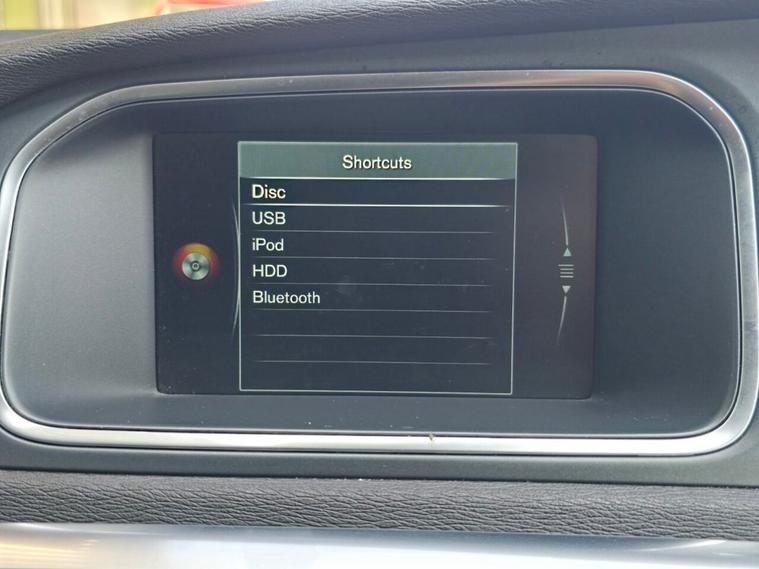 Shortcuts
Disc
USB
iPod
HDD
Bluetooth